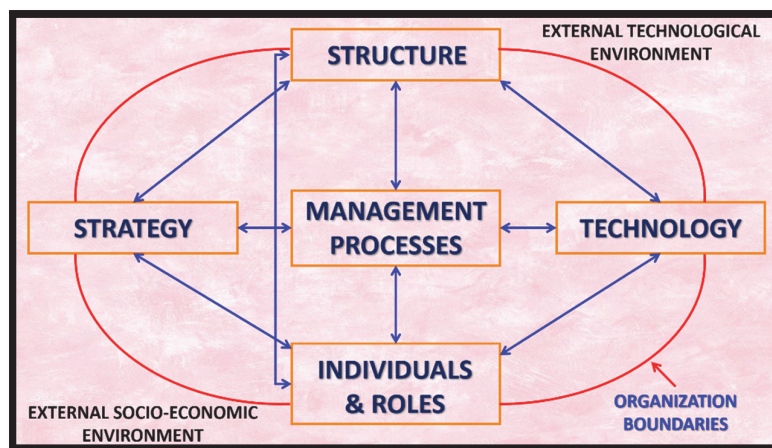 EXTERNAL TECHNOLOGICAL
ENVIRONMENT
STRUCTURE
STRATEGY
MANAGEMENT
PROCESSES
TECHNOLOGY
INDIVIDUALS
& ROLES
EXTERNAL SOCIO-ECONOMIC
ENVIRONMENT
ORGANIZATION
BOUNDARIES